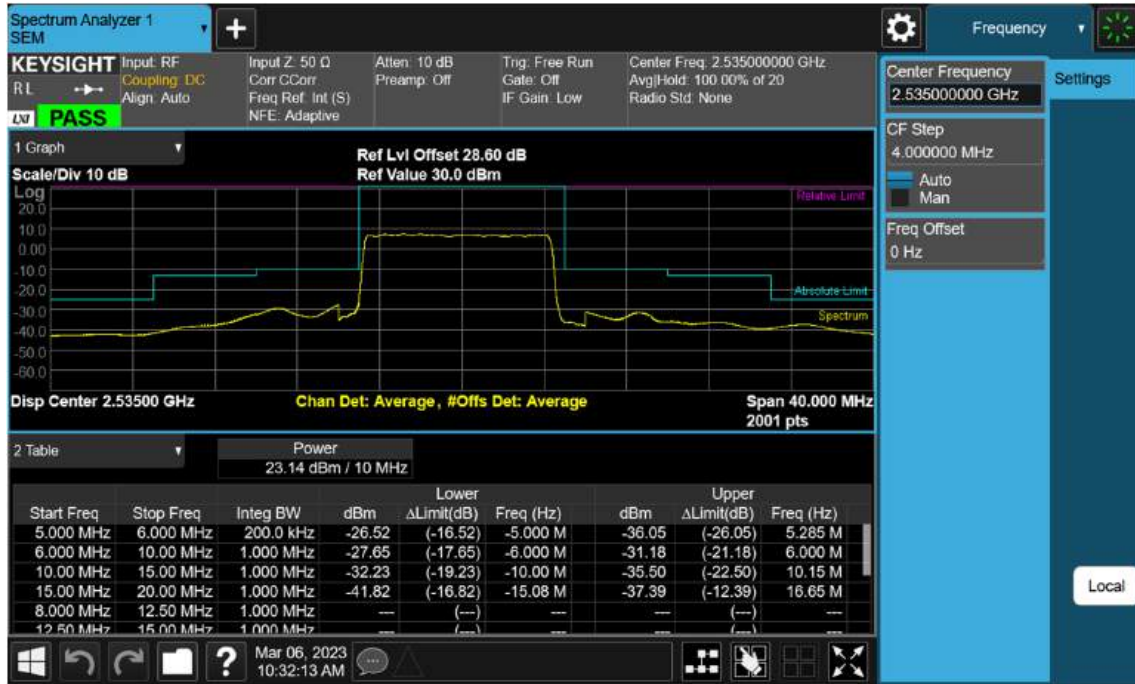 Spectrum Analyzer 1
SEM
+
Frequency
KEYSIGHT
R L
LXI PASS
Input: RF
Coupling: DC
Align: Auto
Input Z: 50 Ω
Corr CCorr
Freq Ref: Int (S)
NFE: Adaptive
Atten: 10 dB
Preamp: Off
Trig: Free Run
Gate: Off
IF Gain: Low
Center Freq: 2.535000000 GHz
Avg|Hold: 100.00% of 20
Radio Std: None
Center Frequency
2.535000000 GHz
Settings
CF Step
4.000000 MHz
Auto
Man
Freq Offset
0 Hz
1 Graph
Scale/Div 10 dB
Ref Lvl Offset 28.60 dB
Ref Value 30.0 dBm
Log
20.0
10.0
0.00
-10.0
-20.0
-30.0
-40.0
-50.0
-60.0
Relative Limit
Absolute Limit
Spectrum
Disp Center 2.53500 GHz
Chan Det: Average, #Offs Det: Average
Span 40.000 MHz
2001 pts
2 Table
Power
23.14 dBm / 10 MHz
Lower Upper
Start Freq Stop Freq Integ BW dBm ΔLimit(dB) Freq (Hz) dBm ΔLimit(dB) Freq (Hz)
5.000 MHz 6.000 MHz 200.0 kHz -26.52 (-16.52) -5.000 M -36.05 (-26.05) 5.285 M
6.000 MHz 10.00 MHz 1.000 MHz -27.65 (-17.65) -6.000 M -31.18 (-21.18) 6.000 M
10.00 MHz 15.00 MHz 1.000 MHz -32.23 (-19.23) -10.00 M -35.50 (-22.50) 10.15 M
15.00 MHz 20.00 MHz 1.000 MHz -41.82 (-16.82) -15.08 M -37.39 (-12.39) 16.65 M
8.000 MHz 12.50 MHz 1.000 MHz --- (---) --- --- (---) ---
12.50 MHz 15.00 MHz 1.000 MHz --- (---) --- --- (---) ---
Local
?
Mar 06, 2023
10:32:13 AM